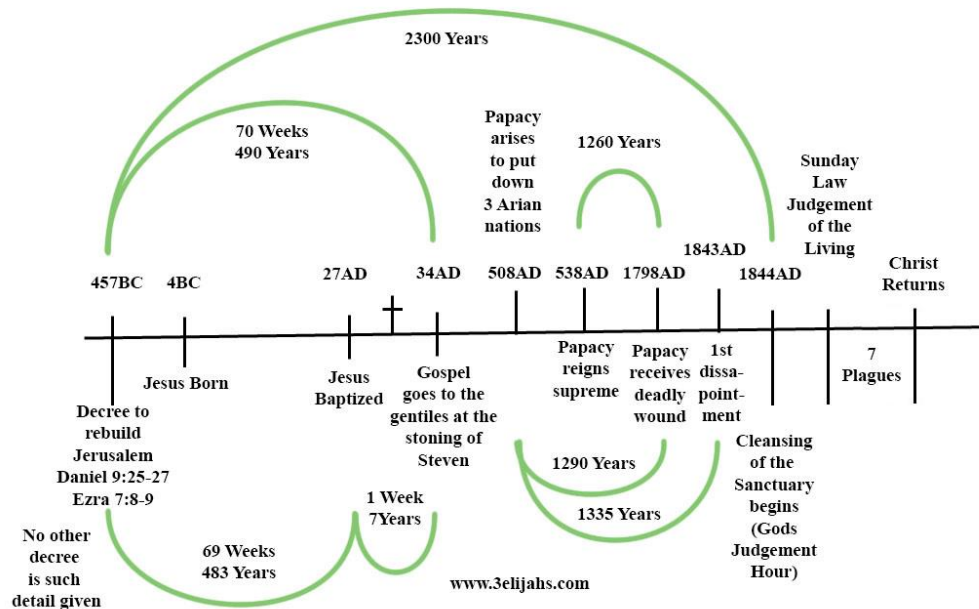 2300 Years
70 Weeks
490 Years
Papacy
arises
to put
down
3 Arian
nations
1260 Years
Sunday
Law
Judgement
of the
Living
Christ
Returns
457BC
4BC
27AD
34AD
508AD
538AD
1798AD
1843AD
1844AD
Decree to
rebuild
Jerusalem
Daniel 9:25-27
Ezra 7:8-9
Jesus Born
Jesus
Baptized
Gospel
goes to the
gentiles at the
stoning of
Steven
Papacy
reigns
supreme
Papacy
receives
deadly
wound
1st
dissa-
point-
ment
7
Plagues
Cleansing
of the
Sanctuary
begins
(Gods
Judgement
Hour)
No other
decree
is such
detail given
69 Weeks
483 Years
1 Week
7Years
1290 Years
1335 Years
www.3elijahs.com